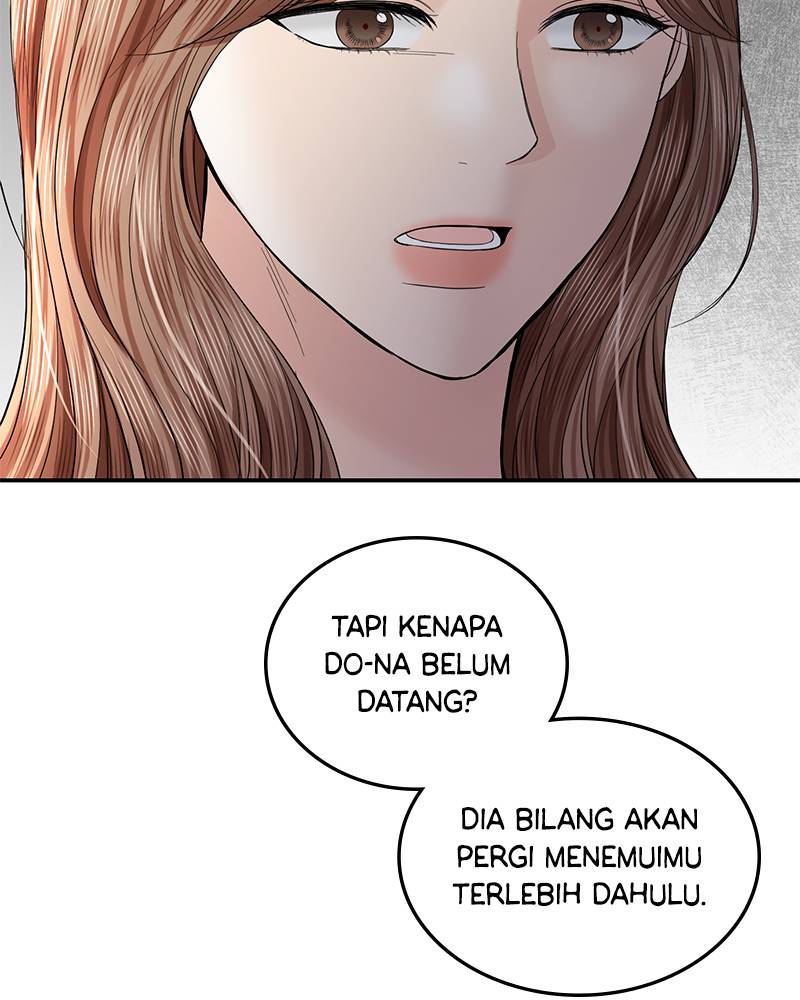 TAPI KENAPA
DO-NA BELUM
DATANG?
DIA BILANG AKAN
PERGI MENEMUIMU
TERLEBIH DAHULU.